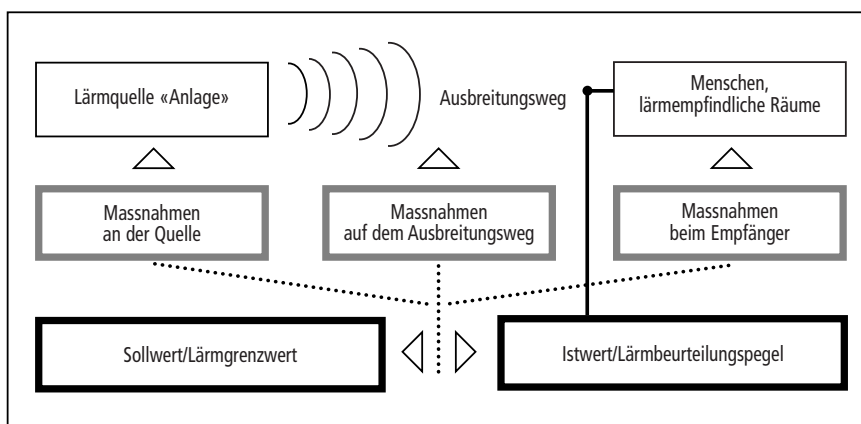 Lärmquelle «Anlage»
Ausbreitungsweg
Menschen,
lärmempfindliche Räume
Massnahmen
an der Quelle
Massnahmen
auf dem Ausbreitungsweg
Massnahmen
beim Empfänger
Sollwert/Lärmgrenzwert
Istwert/Lärmbeurteilungspegel